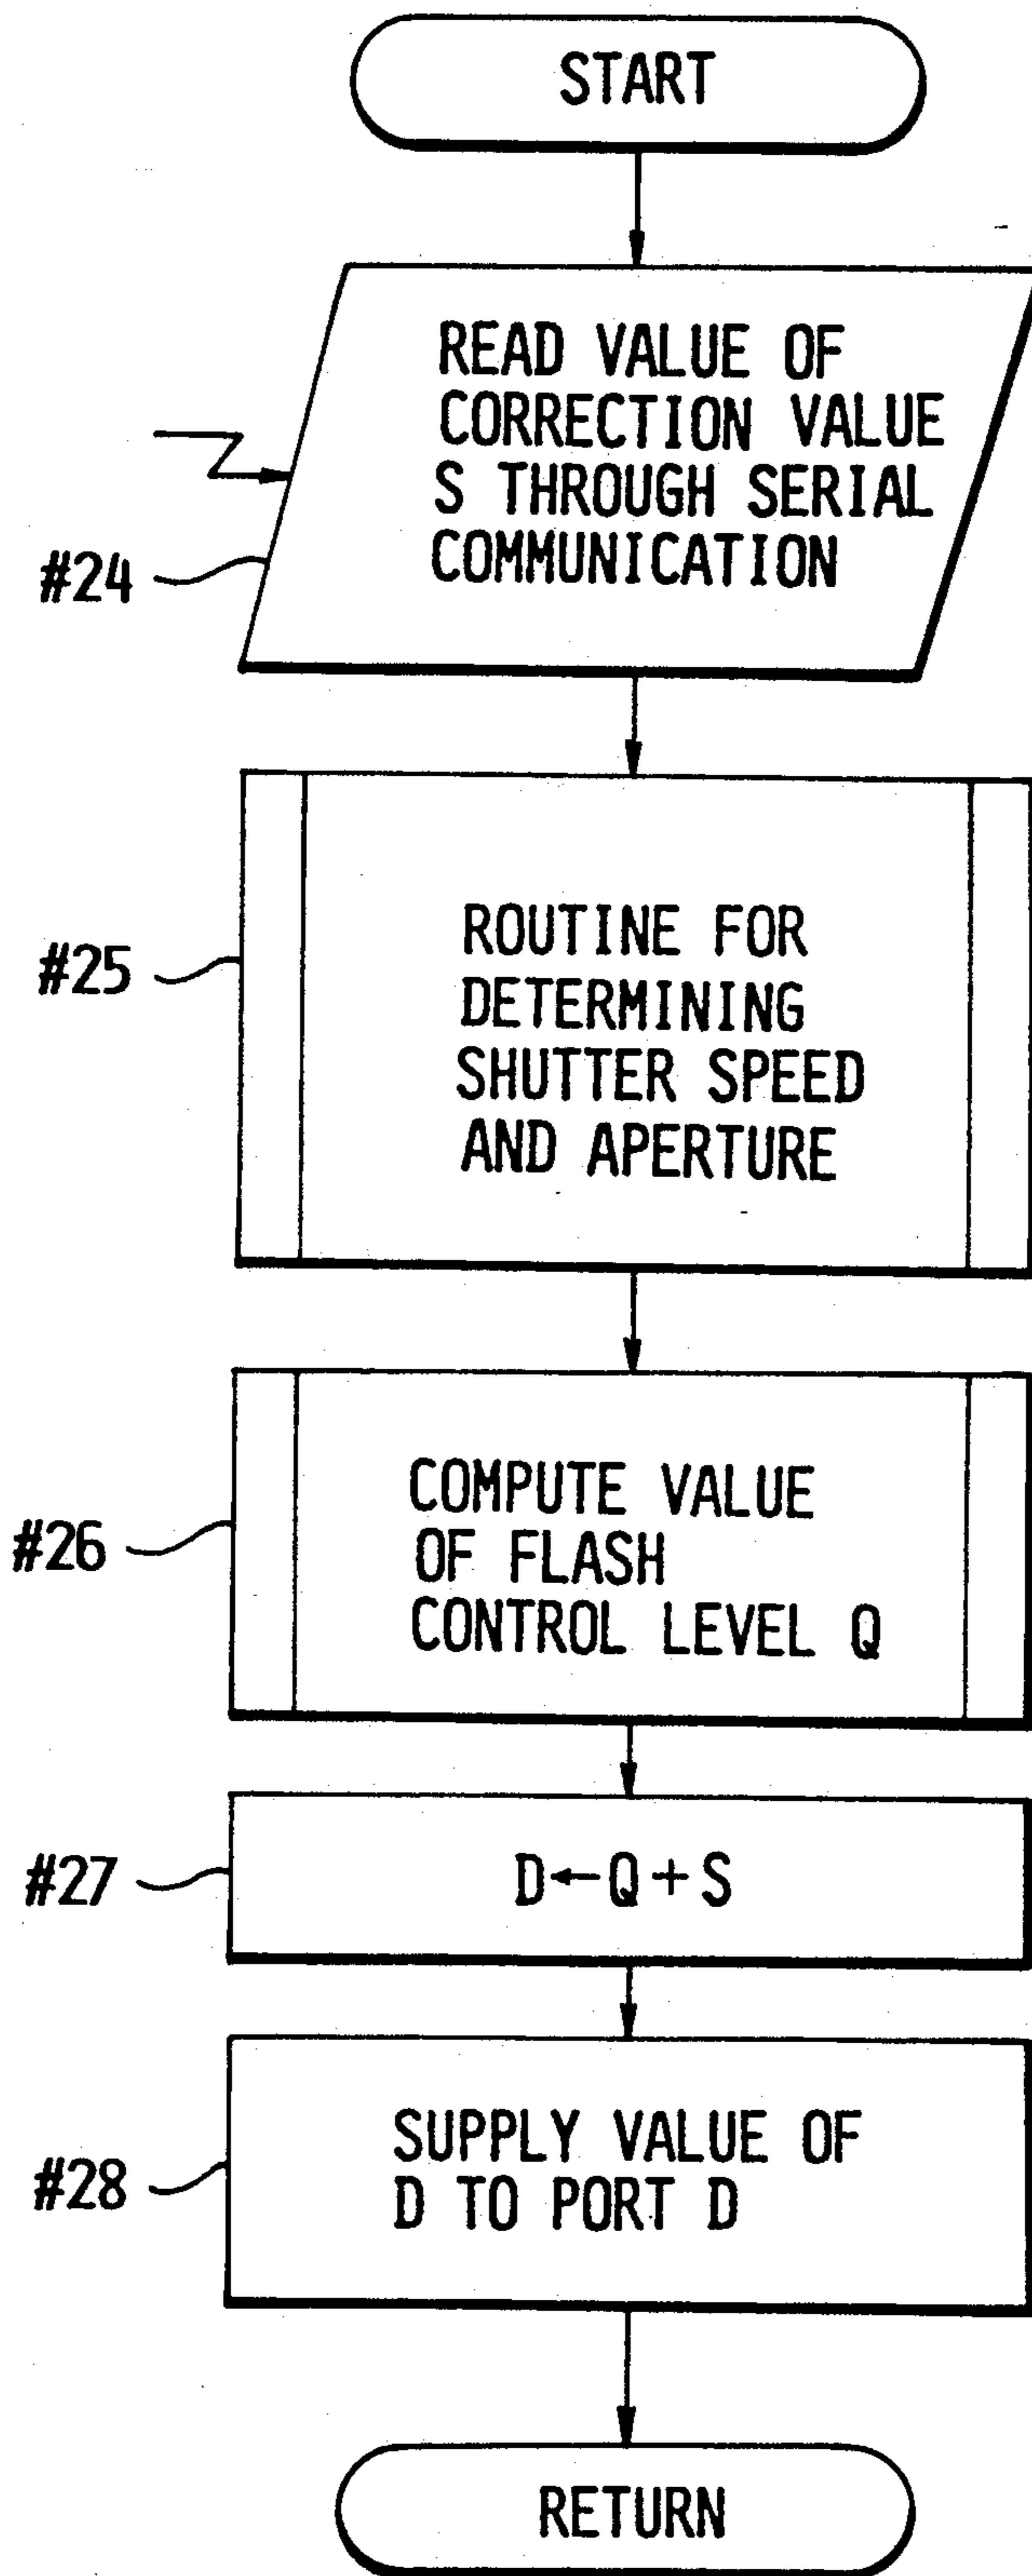 START
READ VALUE OF
CORRECTION VALUE
S THROUGH SERIAL
COMMUNICATION
#24
#25
ROUTINE FOR
DETERMINING
SHUTTER SPEED
AND APERTURE
#26
COMPUTE VALUE
OF FLASH
CONTROL LEVEL Q
#27
D←Q+S
#28
SUPPLY VALUE OF
D TO PORT D
RETURN